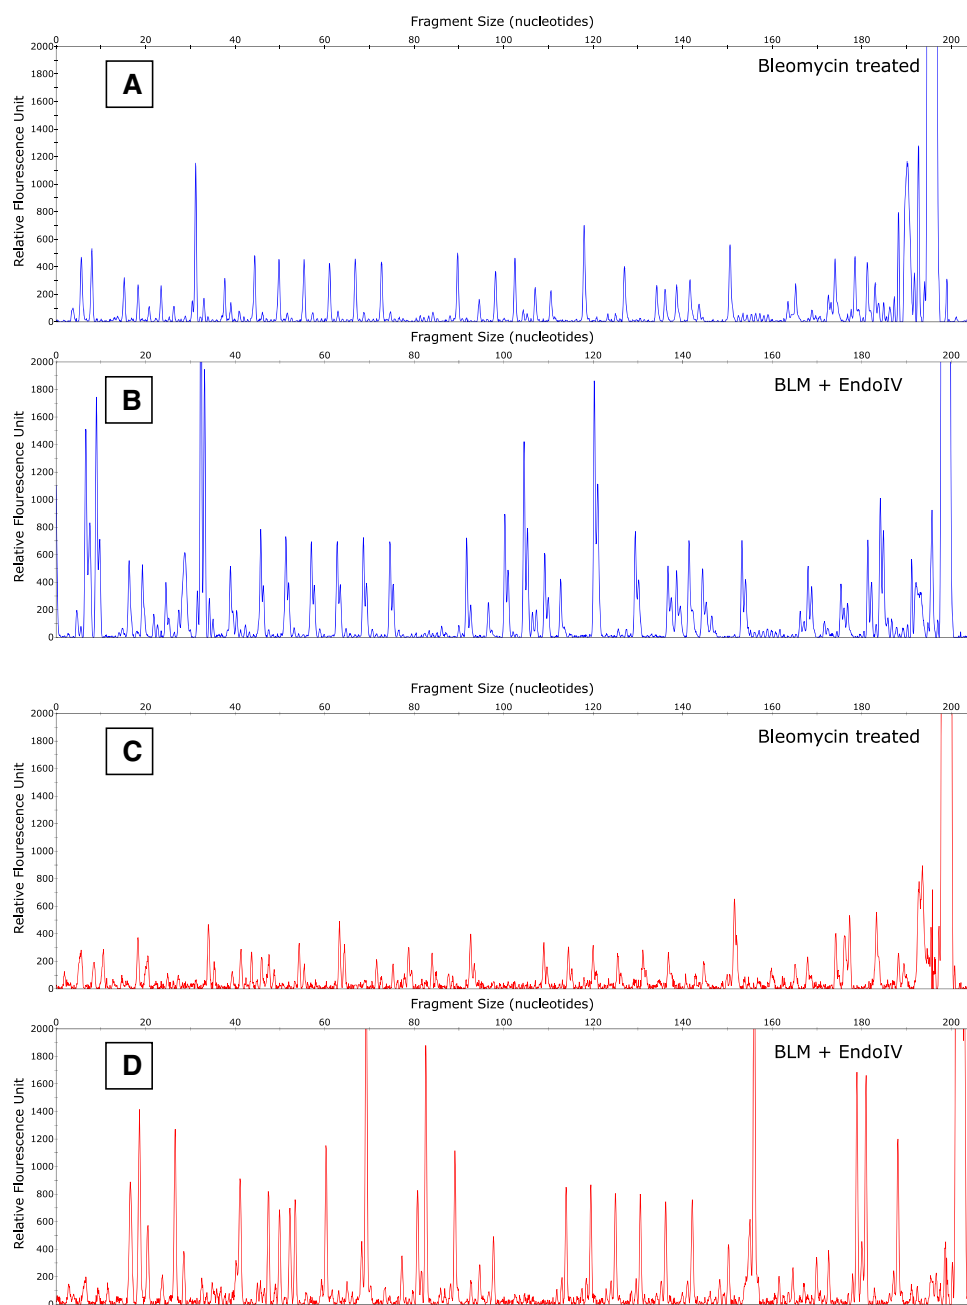 Fragment Size (nucleotides)
0 20 40 60 80 100 120 140 160 180 200
2000
1800
1600
1400
1200
1000
800
600
400
200
0
Relative Flourescence Unit
A
Bleomycin treated
Fragment Size (nucleotides)
0 20 40 60 80 100 120 140 160 180 200
2000
1800
1600
1400
1200
1000
800
600
400
200
0
Relative Flourescence Unit
B
BLM + EndoIV
Fragment Size (nucleotides)
0 20 40 60 80 100 120 140 160 180 200
2000
1800
1600
1400
1200
1000
800
600
400
200
0
Relative Flourescence Unit
C
Bleomycin treated
Fragment Size (nucleotides)
0 20 40 60 80 100 120 140 160 180 200
2000
1800
1600
1400
1200
1000
800
600
400
200
0
Relative Flourescence Unit
D
BLM + EndoIV